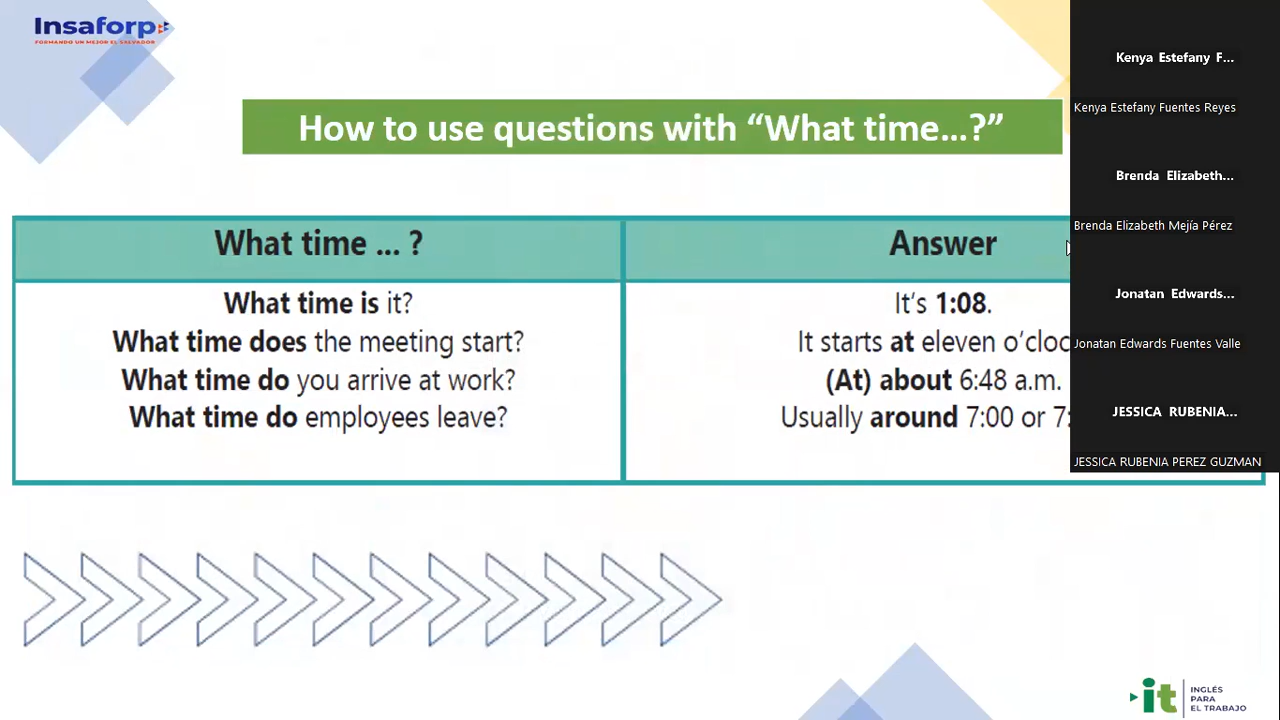 Insaforp
FORMANDO UN MEJOR EL SALVADOR
How to use questions with “What time...?”
What time ... ?
Answer
What time is it?
It‘s 1:08.
What time does the meeting start?
It starts at eleven o‘cloc
What time do you arrive at work?
(At) about 6:48 a.m.
What time do employees leave?
Usually around 7:00 or 7:
Kenya Estefany F...
Kenya Estefany Fuentes Reyes
Brenda Elizabeth...
Brenda Elizabeth Mejía Pérez
Jonatan Edwards...
Jonatan Edwards Fuentes Valle
JESSICA RUBENIA...
JESSICA RUBENIA PEREZ GUZMAN
it
INGLÉS
PARA
EL TRABAJO